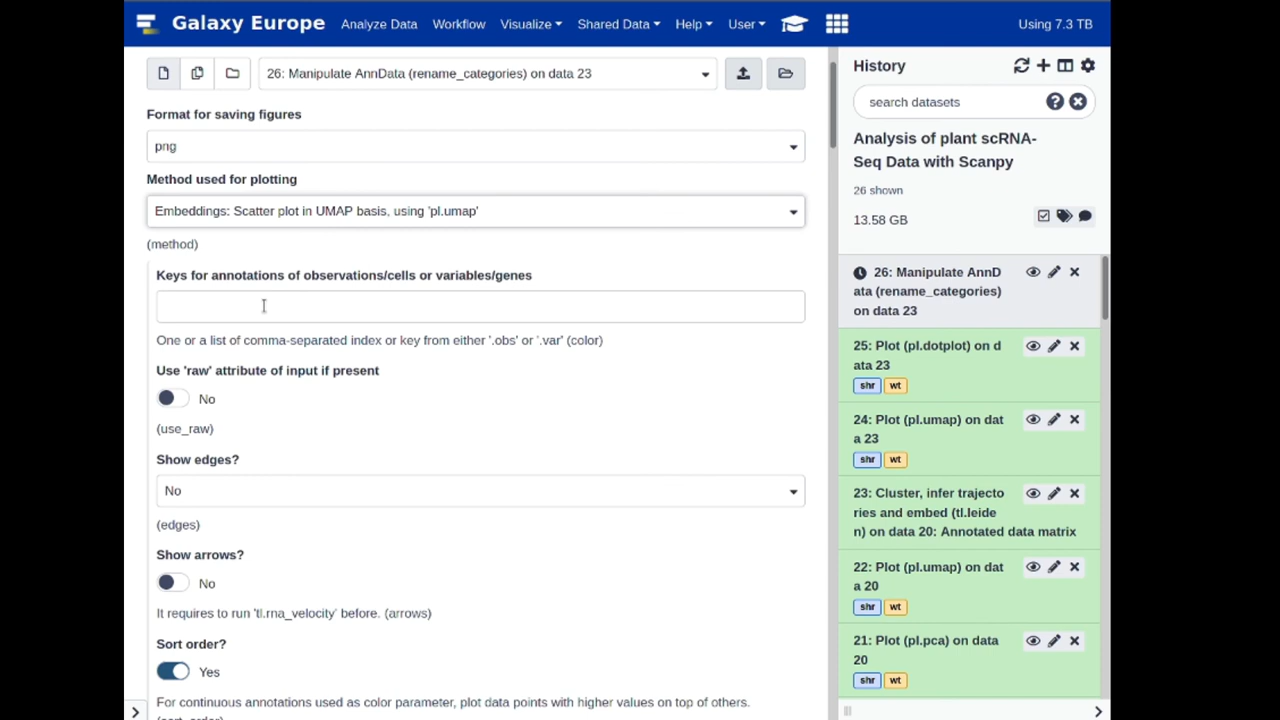 Galaxy Europe Analyze Data Workflow Visualize Shared Data Help User Using 7.3 TB
26: Manipulate AnnData (rename_categories) on data 23
Format for saving figures
png
Method used for plotting
Embeddings: Scatter plot in UMAP basis, using 'pl.umap'
(method)
Keys for annotations of observations/cells or variables/genes
One or a list of comma-separated index or key from either '.obs' or '.var' (color)
Use 'raw' attribute of input if present
No
(use_raw)
Show edges?
No
(edges)
Show arrows?
No
It requires to run 'tl.rna_velocity' before. (arrows)
Sort order?
Yes
For continuous annotations used as color parameter, plot data points with higher values on top of others.
(sort_order)
History
search datasets
Analysis of plant scRNA-
Seq Data with Scanpy
26 shown
13.58 GB
26: Manipulate AnnD
ata (rename_categories)
on data 23
25: Plot (pl.dotplot) on d
ata 23
shr wt
24: Plot (pl.umap) on dat
a 23
shr wt
23: Cluster, infer trajecto
ries and embed (tl.leide
n) on data 20: Annotated data matrix
22: Plot (pl.umap) on dat
a 20
shr wt
21: Plot (pl.pca) on data
20
shr wt